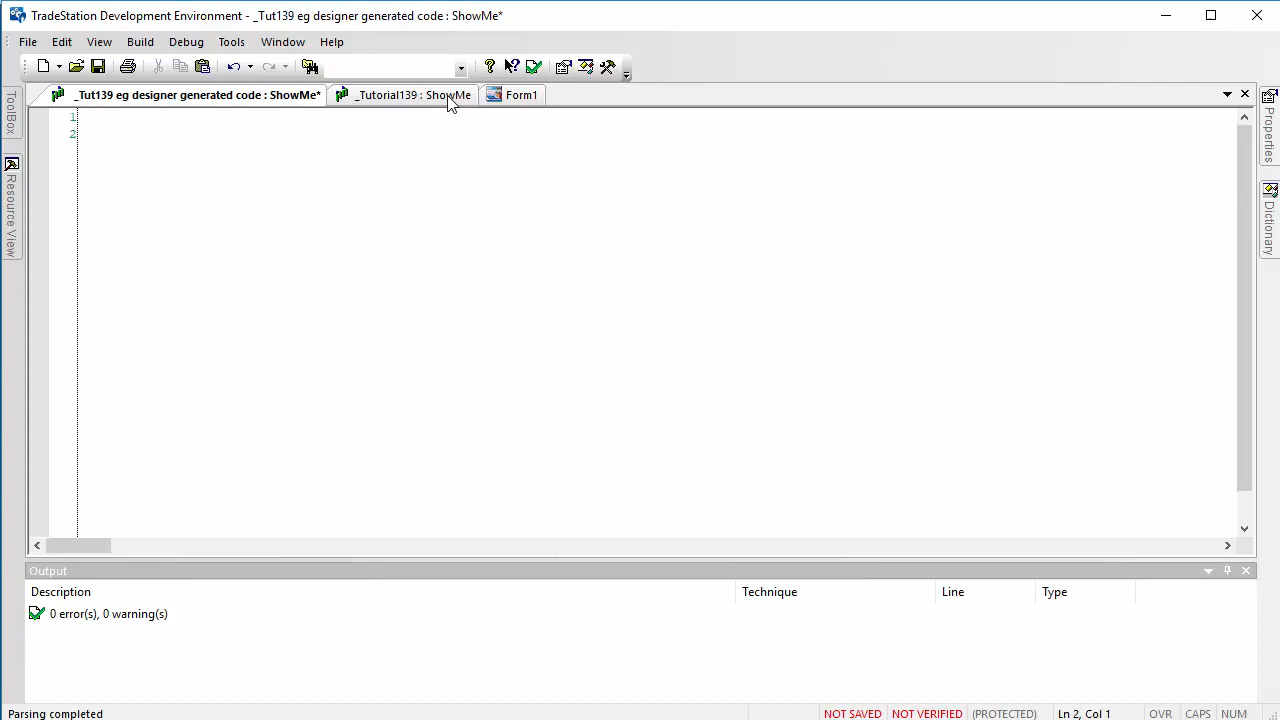 TradeStation Development Environment - _Tut139 eg designer generated code : ShowMe*
File Edit View Build Debug Tools Window Help
_Tut139 eg designer generated code : ShowMe* _Tutorial139 : ShowMe Form1
ToolBox
Resource View
Properties
Dictionary
1
2
Output
Description Technique Line Type
0 error(s), 0 warning(s)
Parsing completed NOT SAVED NOT VERIFIED (PROTECTED) Ln 2, Col 1 OVR CAPS NUM